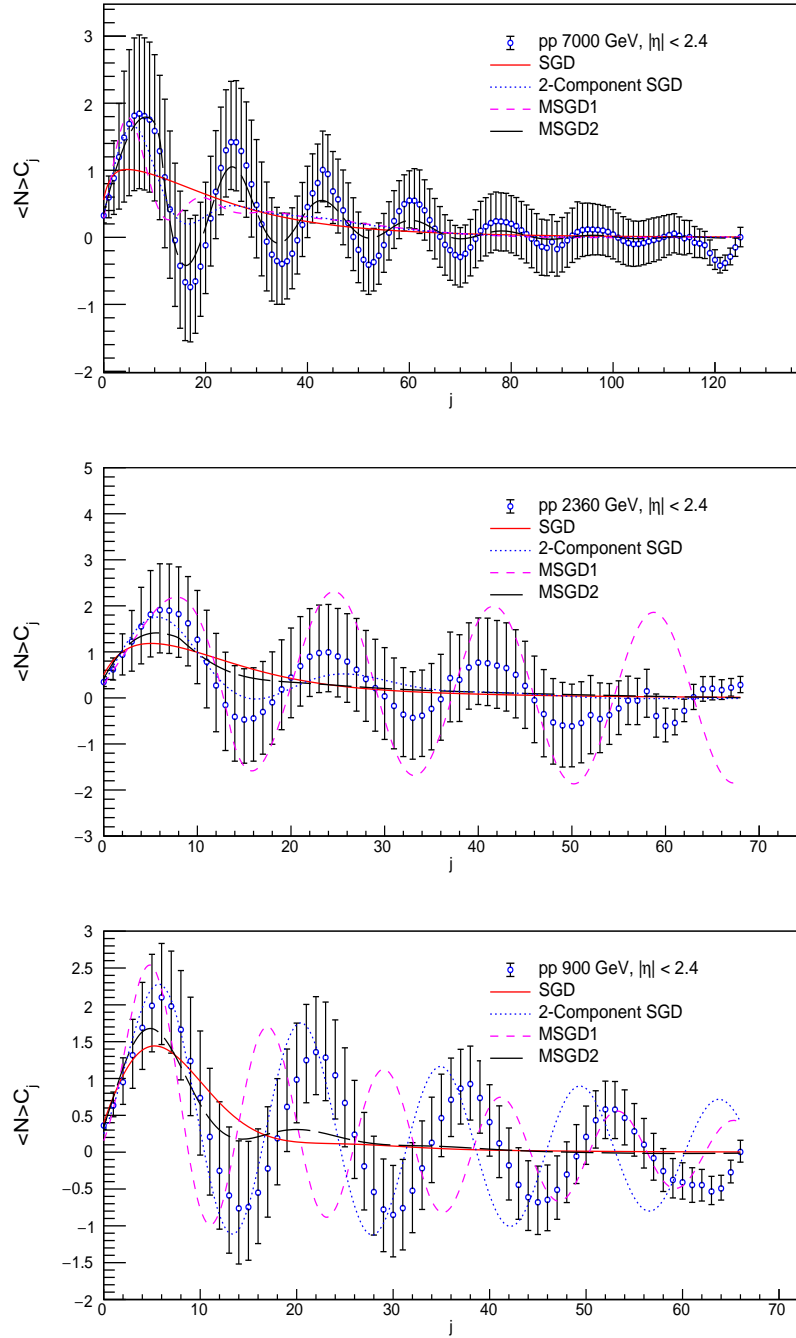 3
2
1
0
−1
−2
<N>C_j
pp 7000 GeV, |η| < 2.4
SGD
2-Component SGD
MSGD1
MSGD2
0 20 40 60 80 100 120
j
5
4
3
2
1
0
−1
−2
−3
<N>C_j
pp 2360 GeV, |η| < 2.4
SGD
2-Component SGD
MSGD1
MSGD2
0 10 20 30 40 50 60 70
j
3
2.5
2
1.5
1
0.5
0
−0.5
−1
−1.5
−2
<N>C_j
pp 900 GeV, |η| < 2.4
SGD
2-Component SGD
MSGD1
MSGD2
0 10 20 30 40 50 60 70
j